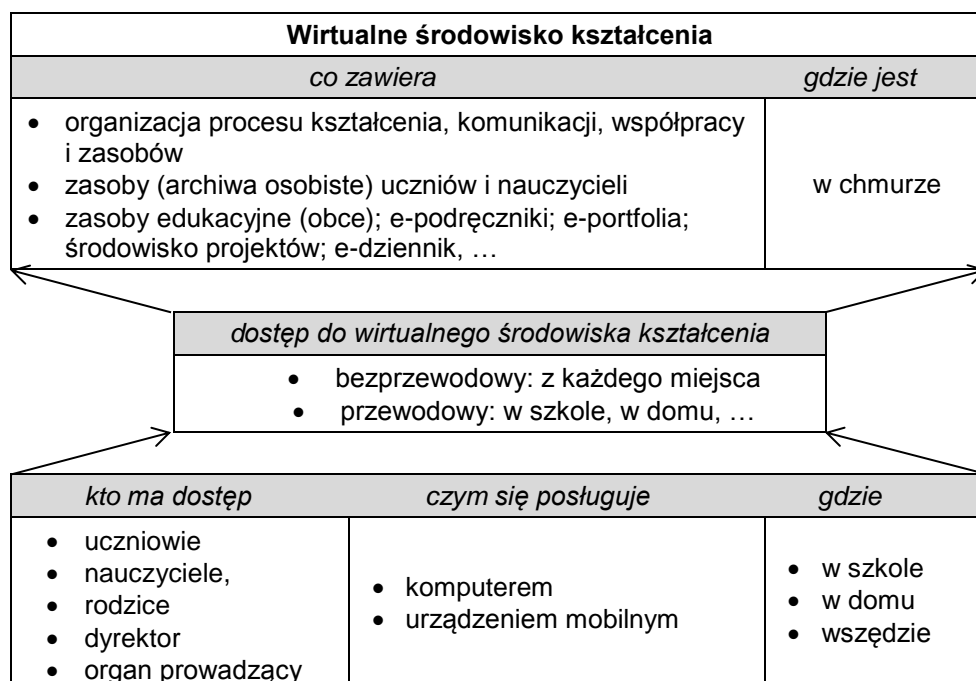 Wirtualne środowisko kształcenia
co zawiera
gdzie jest
• organizacja procesu kształcenia, komunikacji, współpracy
i zasobów
• zasoby (archiwa osobiste) uczniów i nauczycieli
• zasoby edukacyjne (obce); e-podręczniki; e-portfolia;
środowisko projektów; e-dziennik, …
w chmurze
dostęp do wirtualnego środowiska kształcenia
• bezprzewodowy: z każdego miejsca
• przewodowy: w szkole, w domu, …
kto ma dostęp
czym się posługuje
gdzie
• uczniowie
• nauczyciele,
• rodzice
• dyrektor
• organ prowadzący
• komputerem
• urządzeniem mobilnym
• w szkole
• w domu
• wszędzie